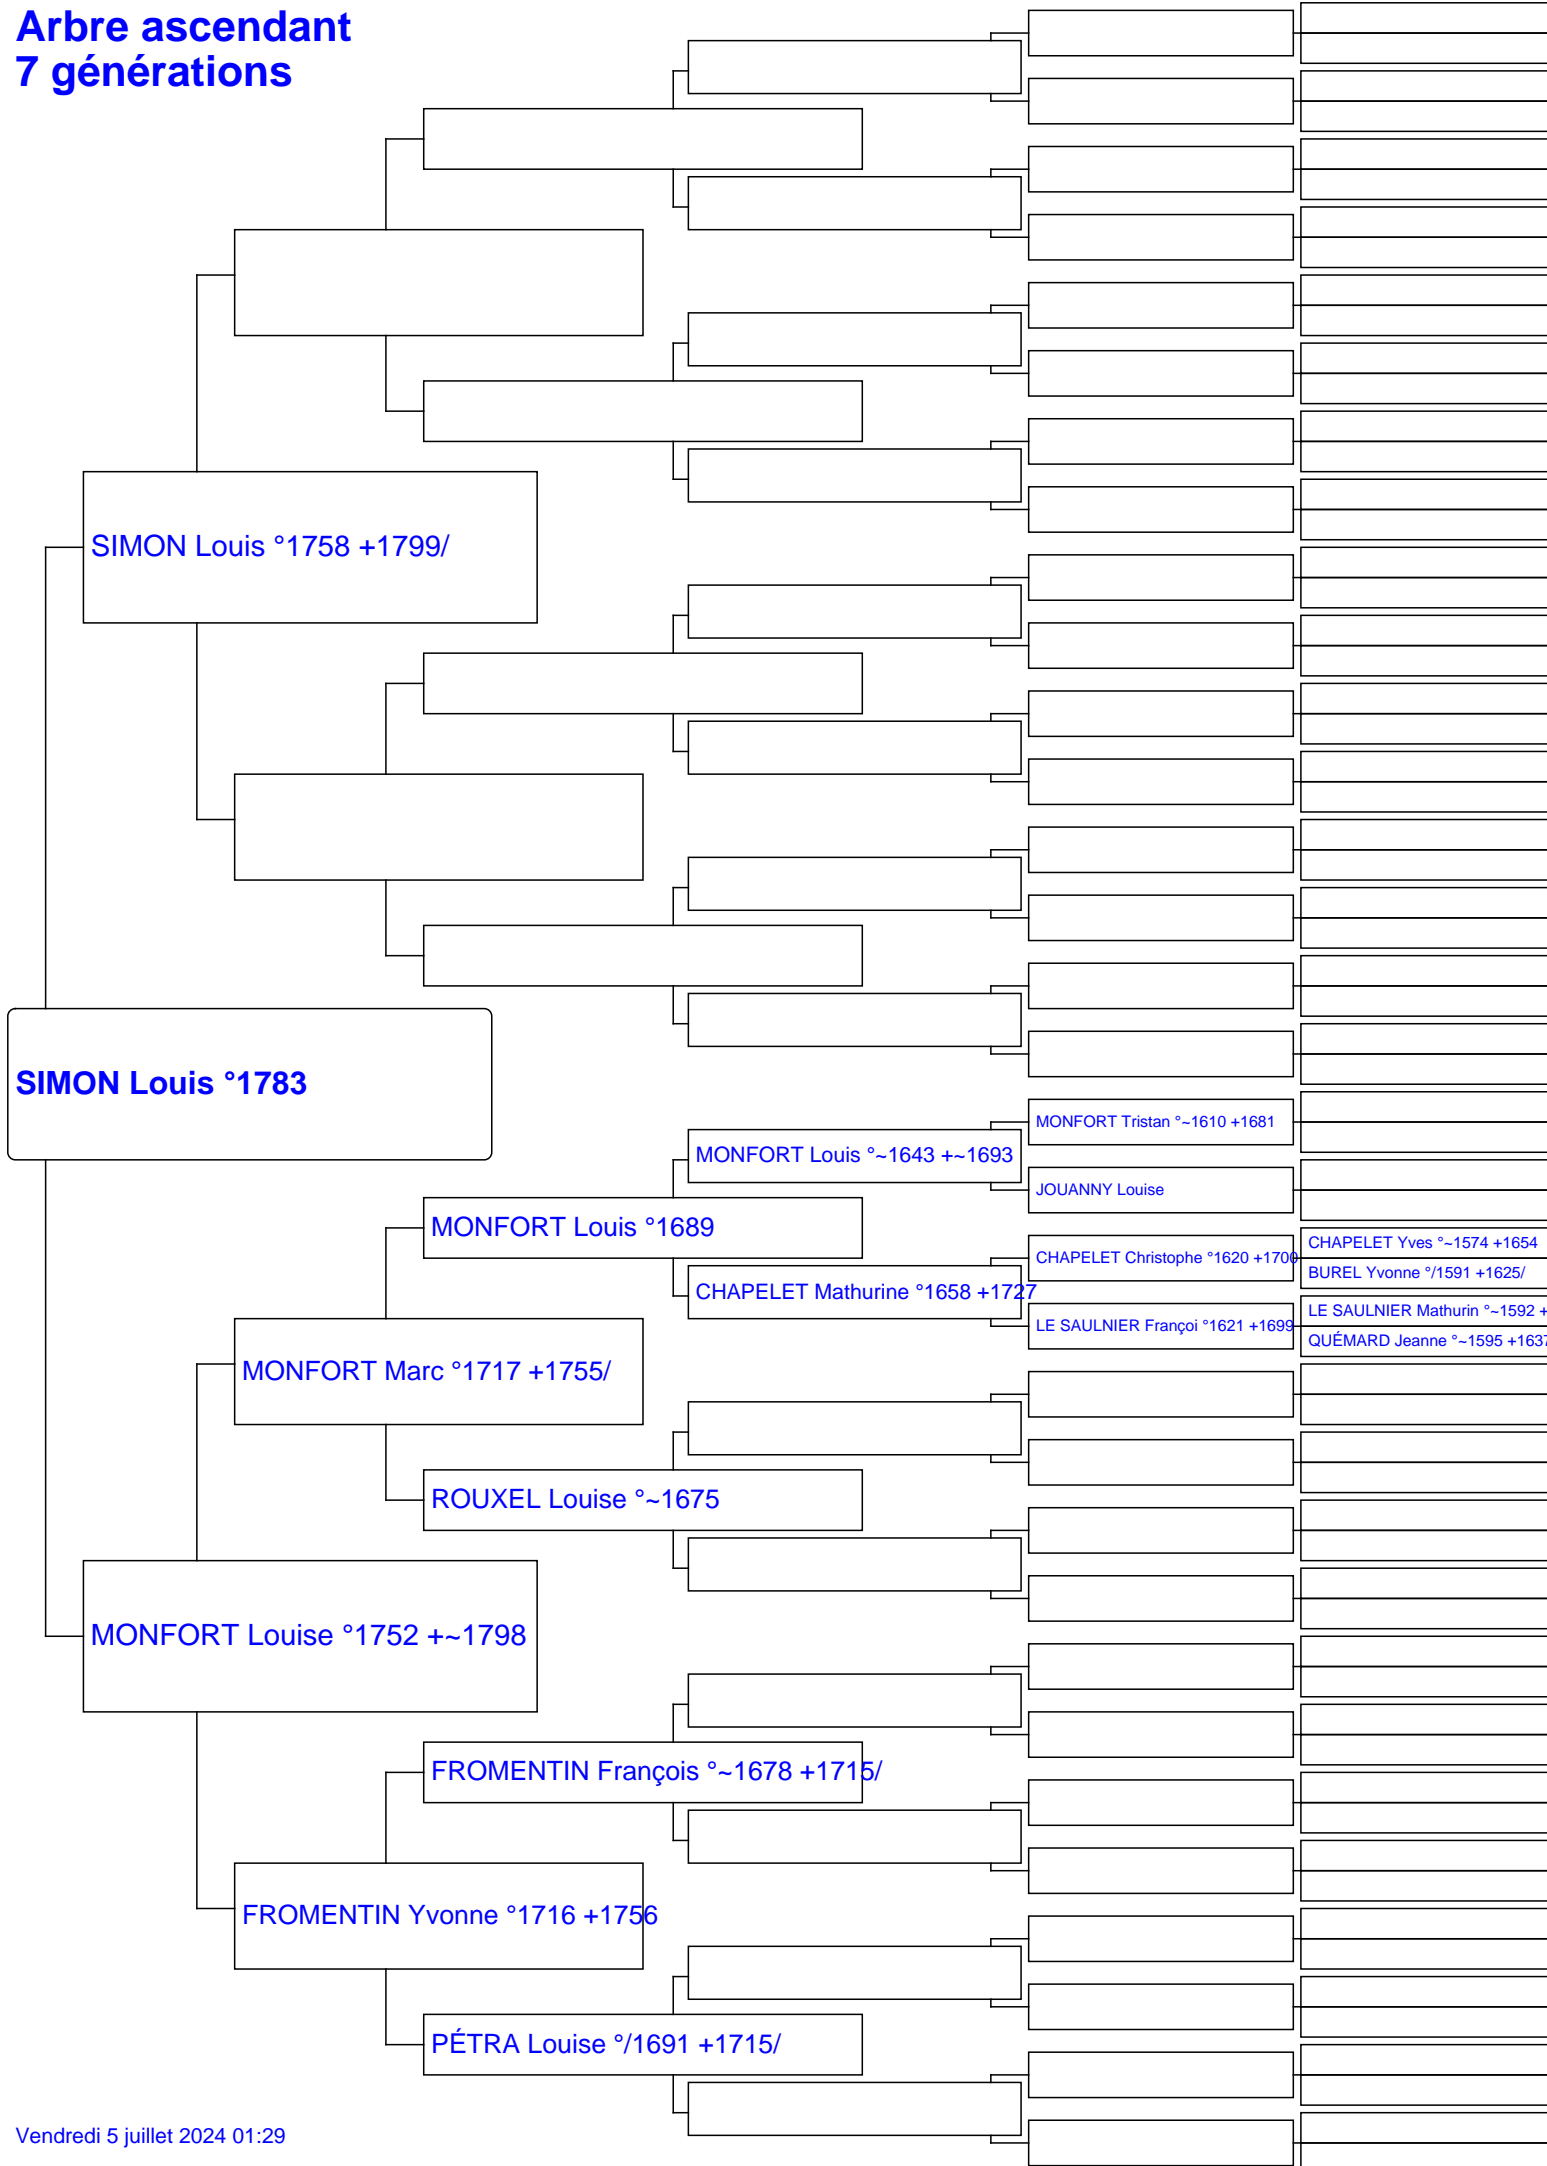 Arbre ascendant
7 générations
SIMON Louis °1758 +1799/
SIMON Louis °1783
MONFORT Tristan °~1610 +1681
MONFORT Louis °~1643 +~1693
JOUANNY Louise
MONFORT Louis °1689
CHAPELET Yves °~1574 +1654
CHAPELET Christophe °1620 +1700
BUREL Yvonne °/1591 +1625/
CHAPELET Mathurine °1658 +1727
LE SAULNIER Mathurin °~1592 +
LE SAULNIER Françoi °1621 +1699
QUÉMARD Jeanne °~1595 +1637
MONFORT Marc °1717 +1755/
ROUXEL Louise °~1675
MONFORT Louise °1752 +~1798
FROMENTIN François °~1678 +1715/
FROMENTIN Yvonne °1716 +1756
PÉTRA Louise °/1691 +1715/
Vendredi 5 juillet 2024 01:29